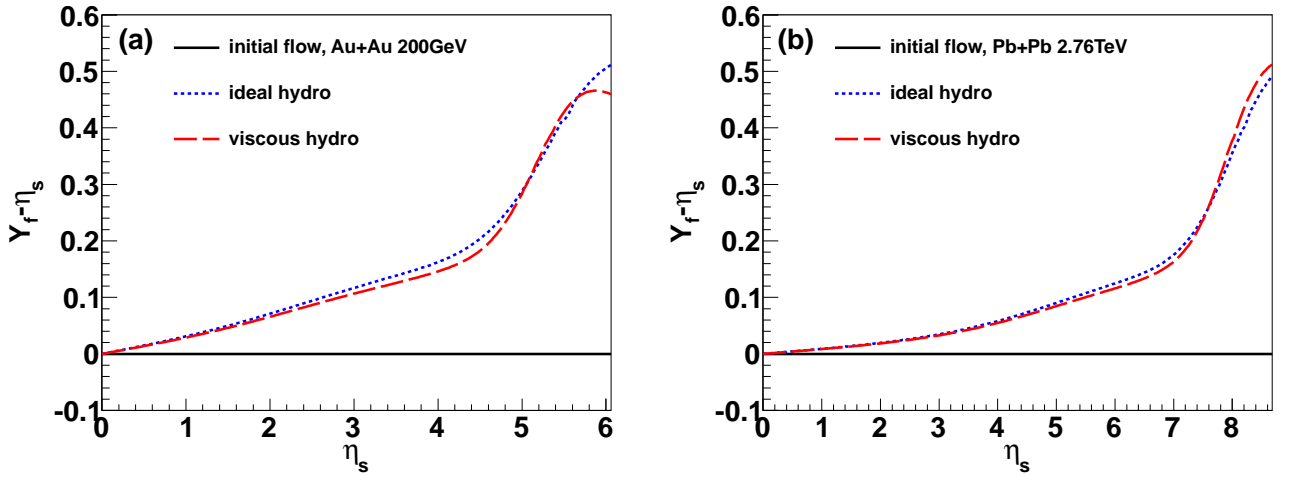 (a)
initial flow, Au+Au 200GeV
ideal hydro
viscous hydro
0.6
0.5
0.4
0.3
0.2
0.1
0
-0.1
Y_f-η_s
0 1 2 3 4 5 6
η_s
(b)
initial flow, Pb+Pb 2.76TeV
ideal hydro
viscous hydro
0.6
0.5
0.4
0.3
0.2
0.1
0
-0.1
Y_f-η_s
0 1 2 3 4 5 6 7 8
η_s